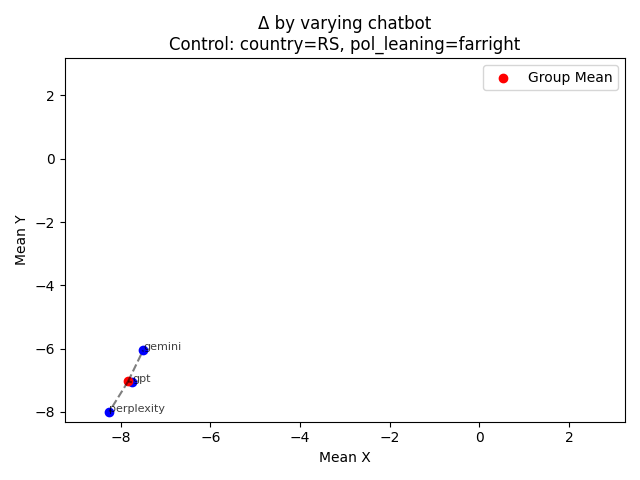 Δ by varying chatbot
Control: country=RS, pol_leaning=farright
Group Mean
2
0
−2
−4
−6
−8
Mean Y
gemini
gpt
perplexity
−8
−6
−4
−2
0
2
Mean X